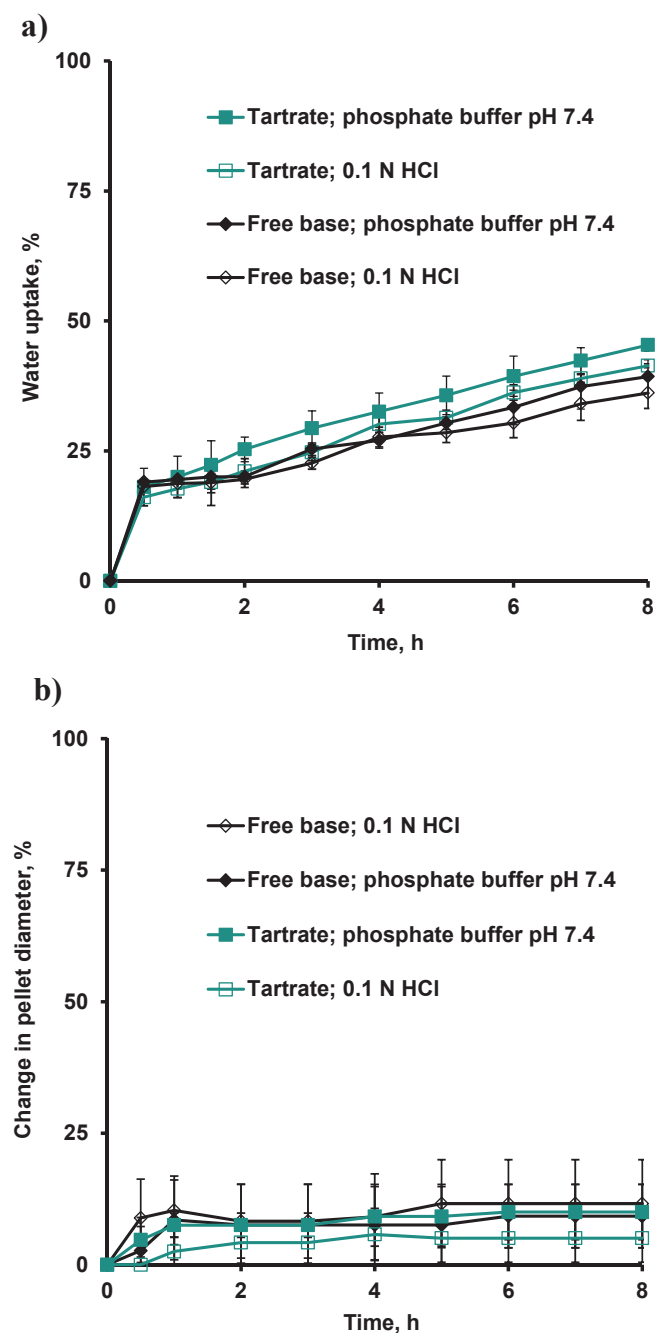 a)
100
75
50
25
0
Water uptake, %
Tartrate; phosphate buffer pH 7.4
Tartrate; 0.1 N HCl
Free base; phosphate buffer pH 7.4
Free base; 0.1 N HCl
0 2 4 6 8
Time, h
b)
100
75
50
25
0
Change in pellet diameter, %
Free base; 0.1 N HCl
Free base; phosphate buffer pH 7.4
Tartrate; phosphate buffer pH 7.4
Tartrate; 0.1 N HCl
0 2 4 6 8
Time, h